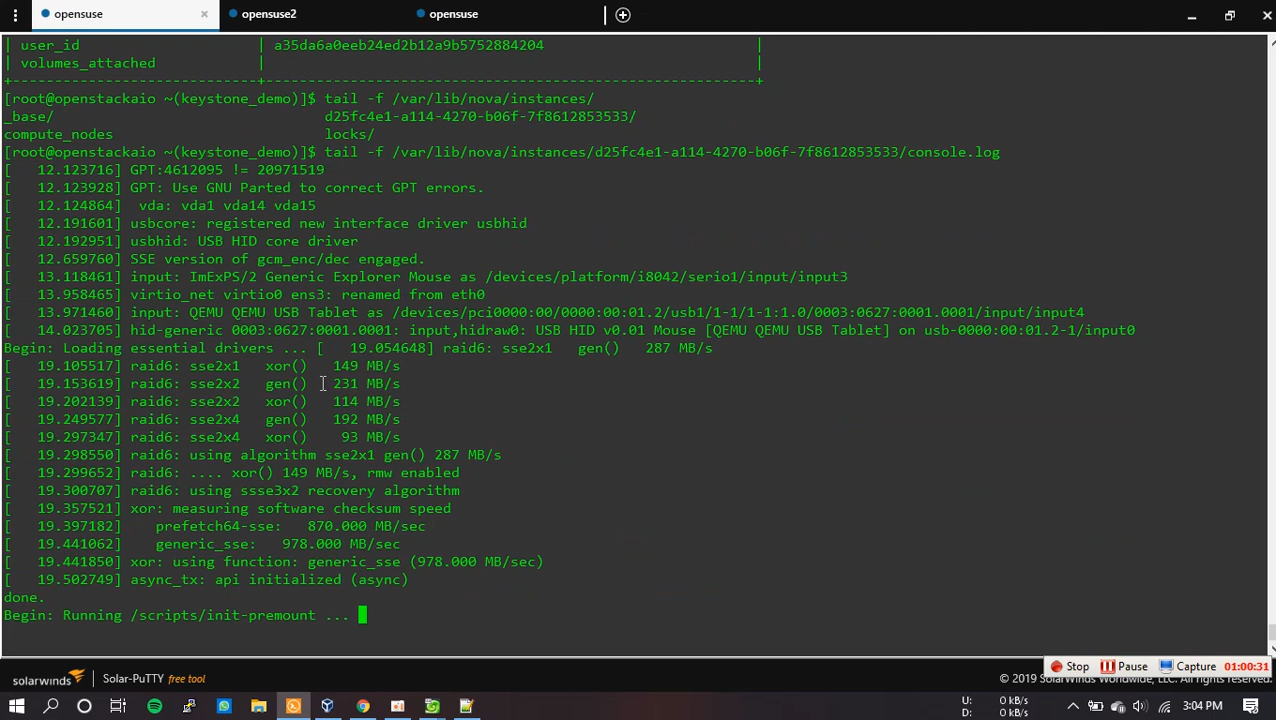 opensuse
opensuse2
opensuse
| user_id | a35da6a0eeb24ed2b12a9b5752884204 |
| volumes_attached | |
+------------------------------+----------------------------------------------------------+
[root@openstackaio ~(keystone_demo)]$ tail -f /var/lib/nova/instances/
_base/ d25fc4e1-a114-4270-b06f-7f8612853533/
compute_nodes locks/
[root@openstackaio ~(keystone_demo)]$ tail -f /var/lib/nova/instances/d25fc4e1-a114-4270-b06f-7f8612853533/console.log
[ 12.123716] GPT:4612095 != 20971519
[ 12.123928] GPT: Use GNU Parted to correct GPT errors.
[ 12.124864] vda: vda1 vda14 vda15
[ 12.191601] usbcore: registered new interface driver usbhid
[ 12.192951] usbhid: USB HID core driver
[ 12.659760] SSE version of gcm_enc/dec engaged.
[ 13.118461] input: ImExPS/2 Generic Explorer Mouse as /devices/platform/i8042/serio1/input/input3
[ 13.958465] virtio_net virtio0 ens3: renamed from eth0
[ 13.971460] input: QEMU QEMU USB Tablet as /devices/pci0000:00/0000:00:01.2/usb1/1-1/1-1:1.0/0003:0627:0001.0001/input/input4
[ 14.023705] hid-generic 0003:0627:0001.0001: input,hidraw0: USB HID v0.01 Mouse [QEMU QEMU USB Tablet] on usb-0000:00:01.2-1/input0
Begin: Loading essential drivers ... [ 19.054648] raid6: sse2x1 gen() 287 MB/s
[ 19.105517] raid6: sse2x1 xor() 149 MB/s
[ 19.153619] raid6: sse2x2 gen() 231 MB/s
[ 19.202139] raid6: sse2x2 xor() 114 MB/s
[ 19.249577] raid6: sse2x4 gen() 192 MB/s
[ 19.297347] raid6: sse2x4 xor() 93 MB/s
[ 19.298550] raid6: using algorithm sse2x1 gen() 287 MB/s
[ 19.299652] raid6: .... xor() 149 MB/s, rmw enabled
[ 19.300707] raid6: using ssse3x2 recovery algorithm
[ 19.357521] xor: measuring software checksum speed
[ 19.397182] prefetch64-sse: 870.000 MB/sec
[ 19.441062] generic_sse: 978.000 MB/sec
[ 19.441850] xor: using function: generic_sse (978.000 MB/sec)
[ 19.502749] async_tx: api initialized (async)
done.
Begin: Running /scripts/init-premount ...
Stop Pause Capture 01:00:31
solarwinds Solar-PuTTY free tool
© 2019 SolarWinds Worldwide, LLC. All rights reserved.
U: 0 kB/s
D: 0 kB/s
3:04 PM